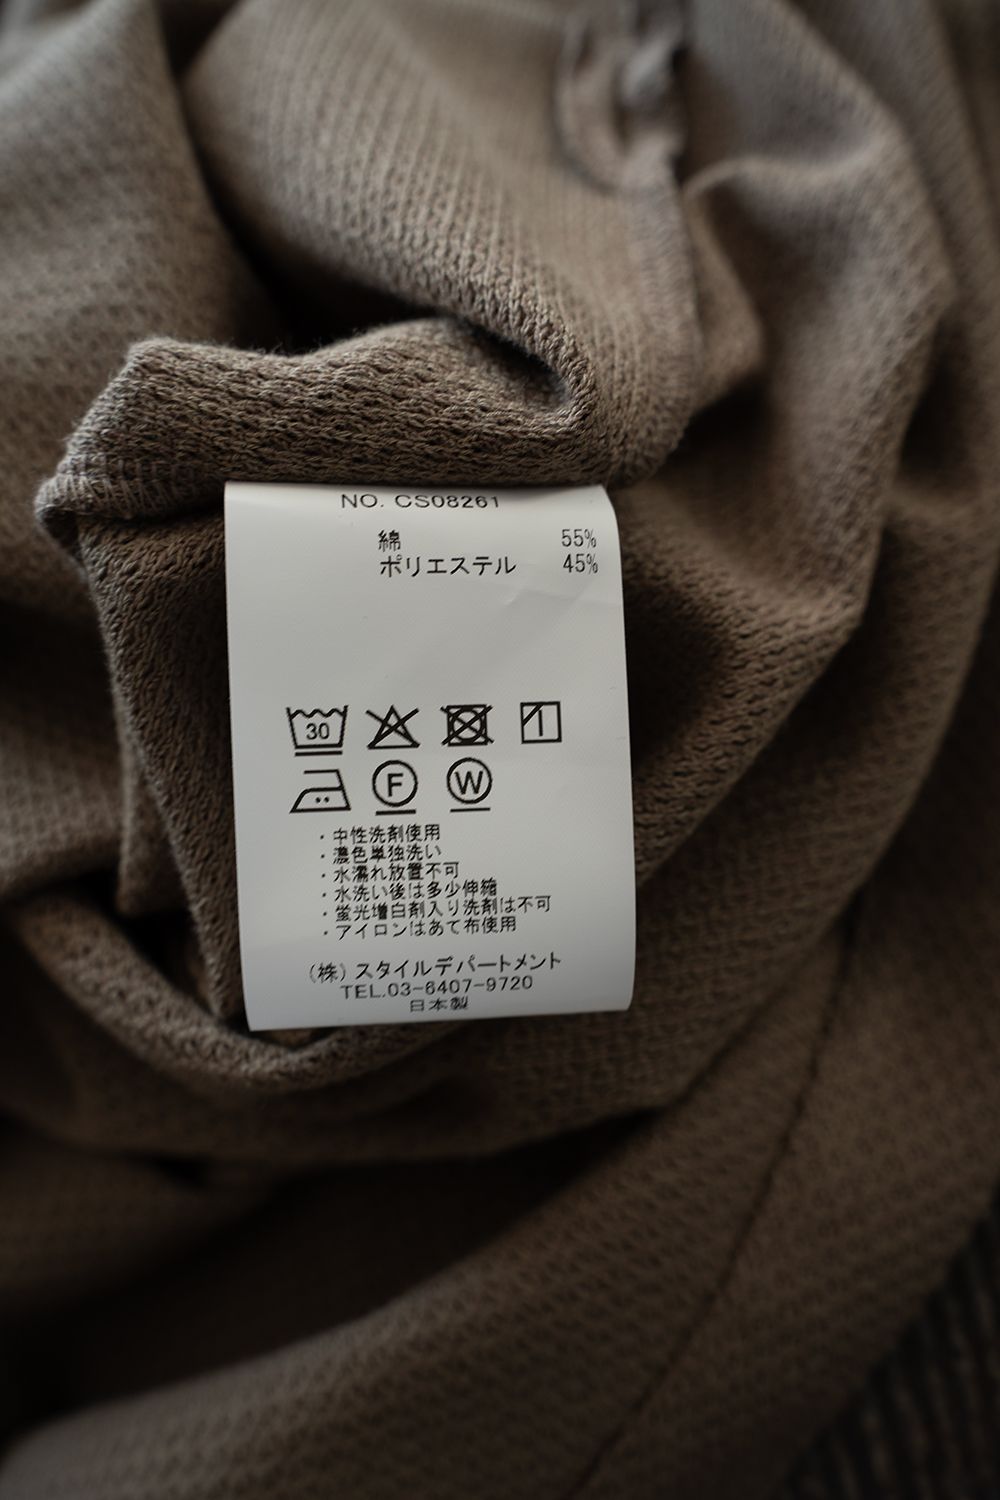 NO. CS08261
綿 55%
ポリエステル 45%
30
F W
・中性洗剤使用
・濃色単独洗い
・水濡れ放置不可
・水洗い後は多少伸縮
・蛍光増白剤入り洗剤は不可
・アイロンはあて布使用
(株)スタイルデパートメント
TEL.03-6407-9720
日本製